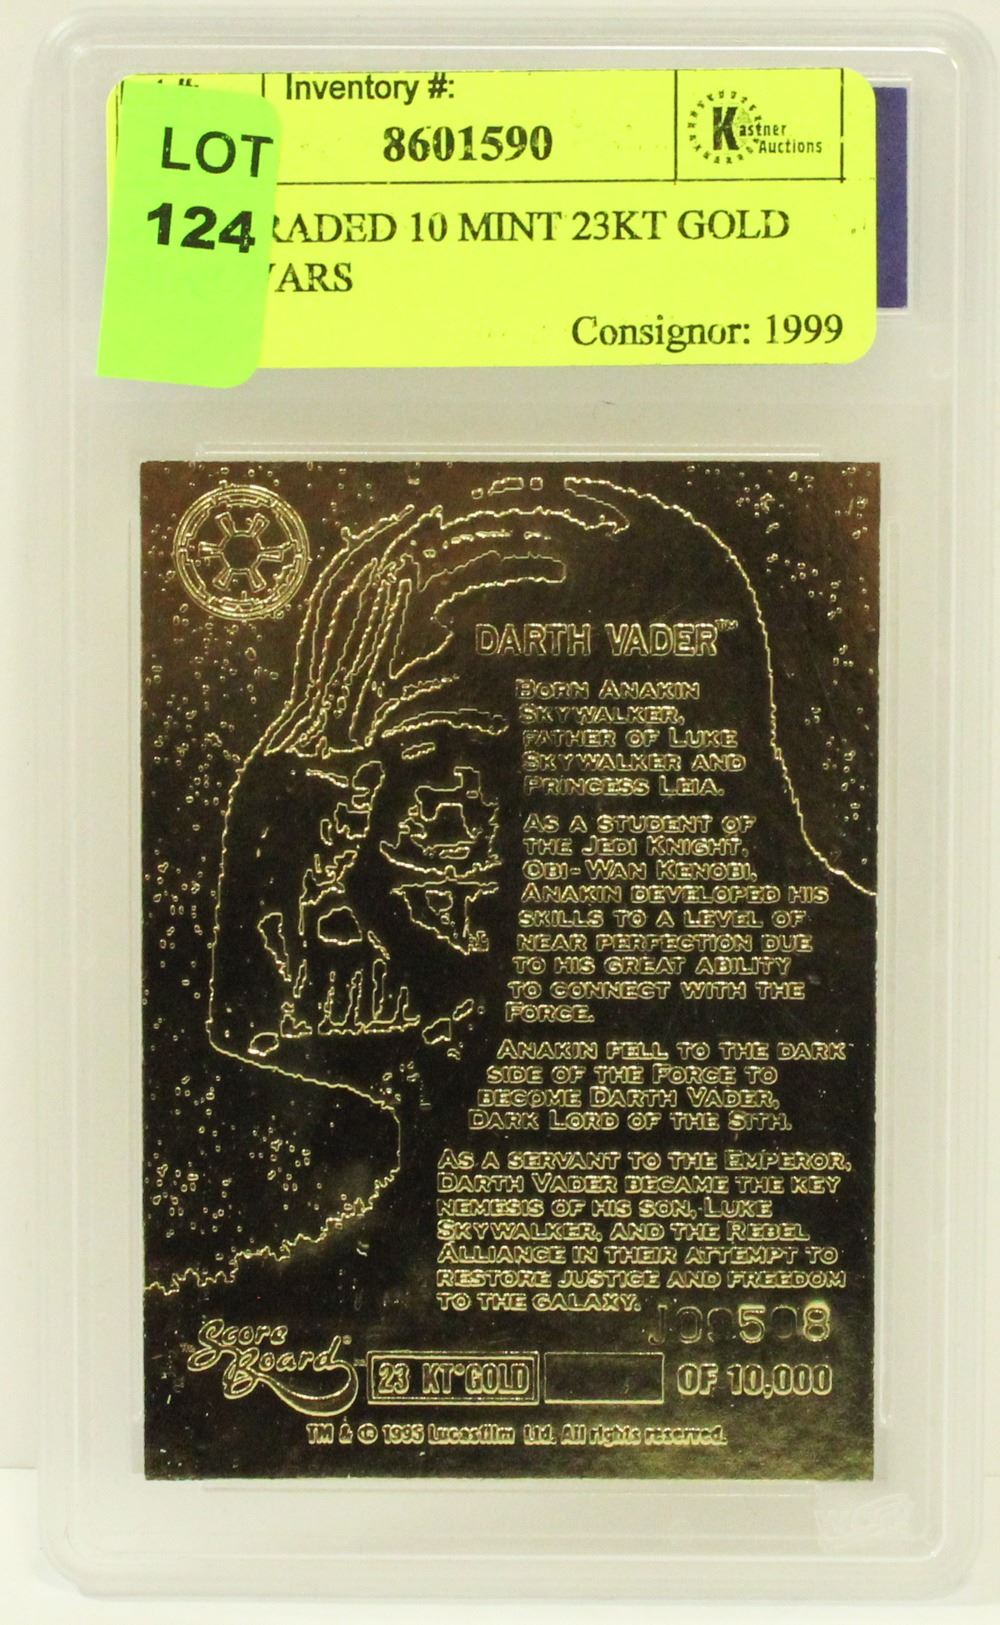 Inventory #:
8601590
Kastner
Auctions
LOT
124
RADED 10 MINT 23KT GOLD
ARS
Consignor: 1999
DARTH VADER™
BORN ANAKIN
SKYWALKER,
FATHER OF LUKE
SKYWALKER AND
PRINCESS LEIA.
AS A STUDENT OF
THE JEDI KNIGHT,
OBI-WAN KENOBI,
ANAKIN DEVELOPED HIS
SKILLS TO A LEVEL OF
NEAR PERFECTION DUE
TO HIS GREAT ABILITY
TO CONNECT WITH THE
FORCE.
ANAKIN FELL TO THE DARK
SIDE OF THE FORCE TO
BECOME DARTH VADER,
DARK LORD OF THE SITH.
AS A SERVANT TO THE EMPEROR,
DARTH VADER BECAME THE KEY
NEMESIS OF HIS SON, LUKE
SKYWALKER, AND THE REBEL
ALLIANCE IN THEIR ATTEMPT TO
RESTORE JUSTICE AND FREEDOM
TO THE GALAXY.
Score Board®
23 KT GOLD
OF 10,000
TM & © 1995 Lucasfilm Ltd. All rights reserved.